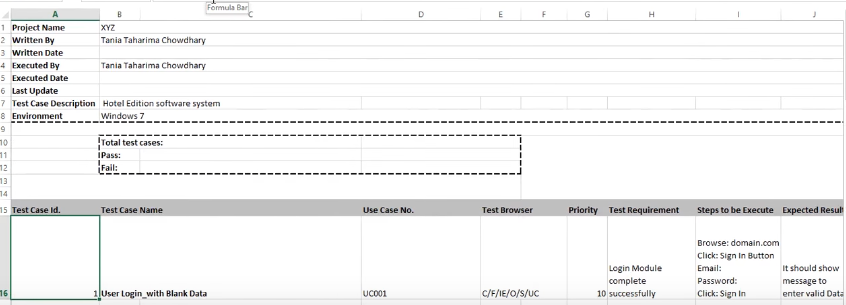 Formula Bar
A B C D E F G H I J
1 Project Name XYZ
2 Written By Tania Taharima Chowdhary
3 Written Date
4 Executed By Tania Taharima Chowdhary
5 Executed Date
6 Last Update
7 Test Case Description Hotel Edition software system
8 Environment Windows 7
9
10 Total test cases:
11 Pass:
12 Fail:
13
14
15 Test Case Id. Test Case Name Use Case No. Test Browser Priority Test Requirement Steps to be Execute Expected Result
Browse: domain.com
Click: Sign In Button
Login Module Email: It should show
complete Password: message to
16 1 User Login_with Blank Data UC001 C/F/IE/O/S/UC 10 successfully Click: Sign In enter valid Data